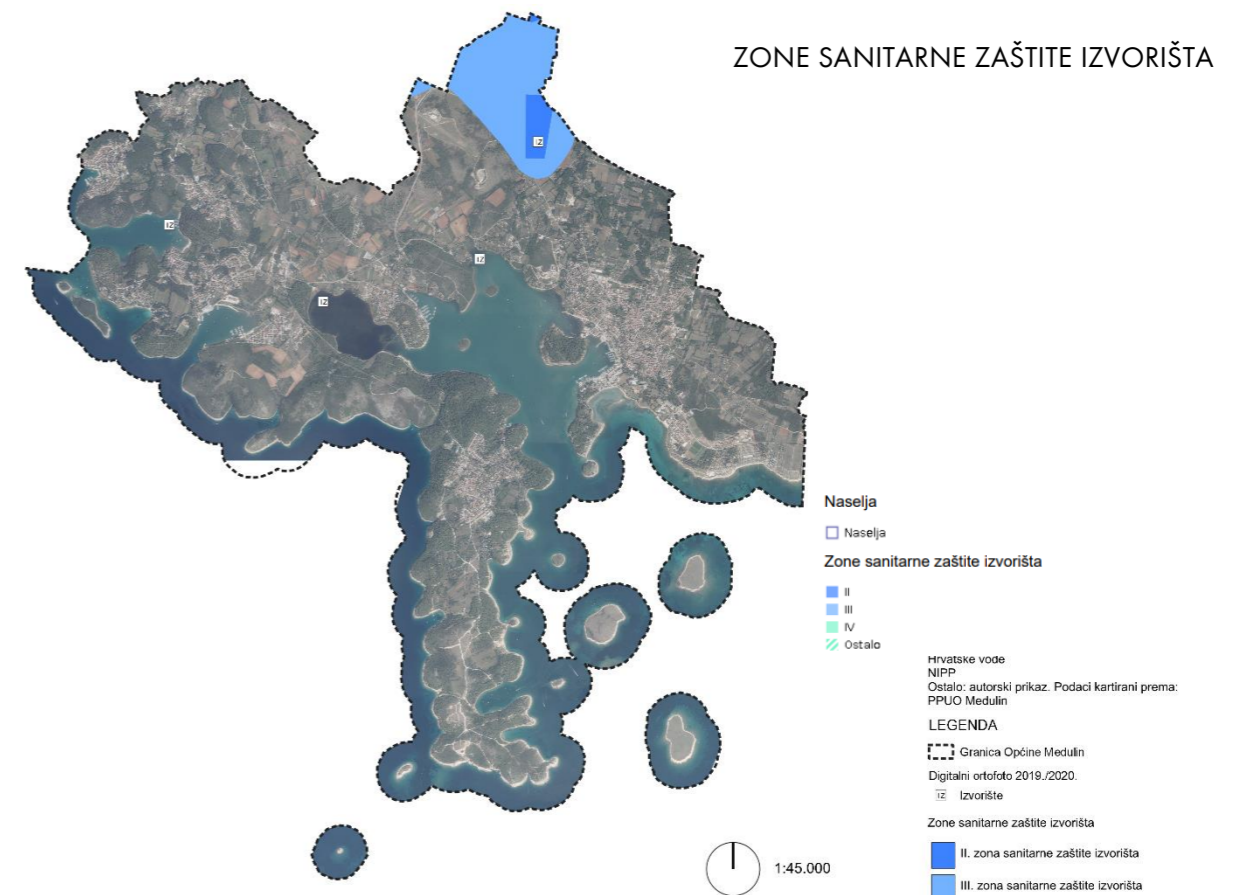 ZONE SANITARNE ZAŠTITE IZVORIŠTA
IZ
IZ
IZ
IZ
Naselja
Naselja
Zone sanitarne zaštite izvorišta
II
III
IV
Ostalo
Hrvatske vode
NIPP
Ostalo: autorski prikaz. Podaci kartirani prema:
PPUO Medulin
LEGENDA
Granica Općine Medulin
Digitalni ortofoto 2019./2020.
IZ Izvorište
Zone sanitarne zaštite izvorišta
II. zona sanitarne zaštite izvorišta
III. zona sanitarne zaštite izvorišta
1:45.000